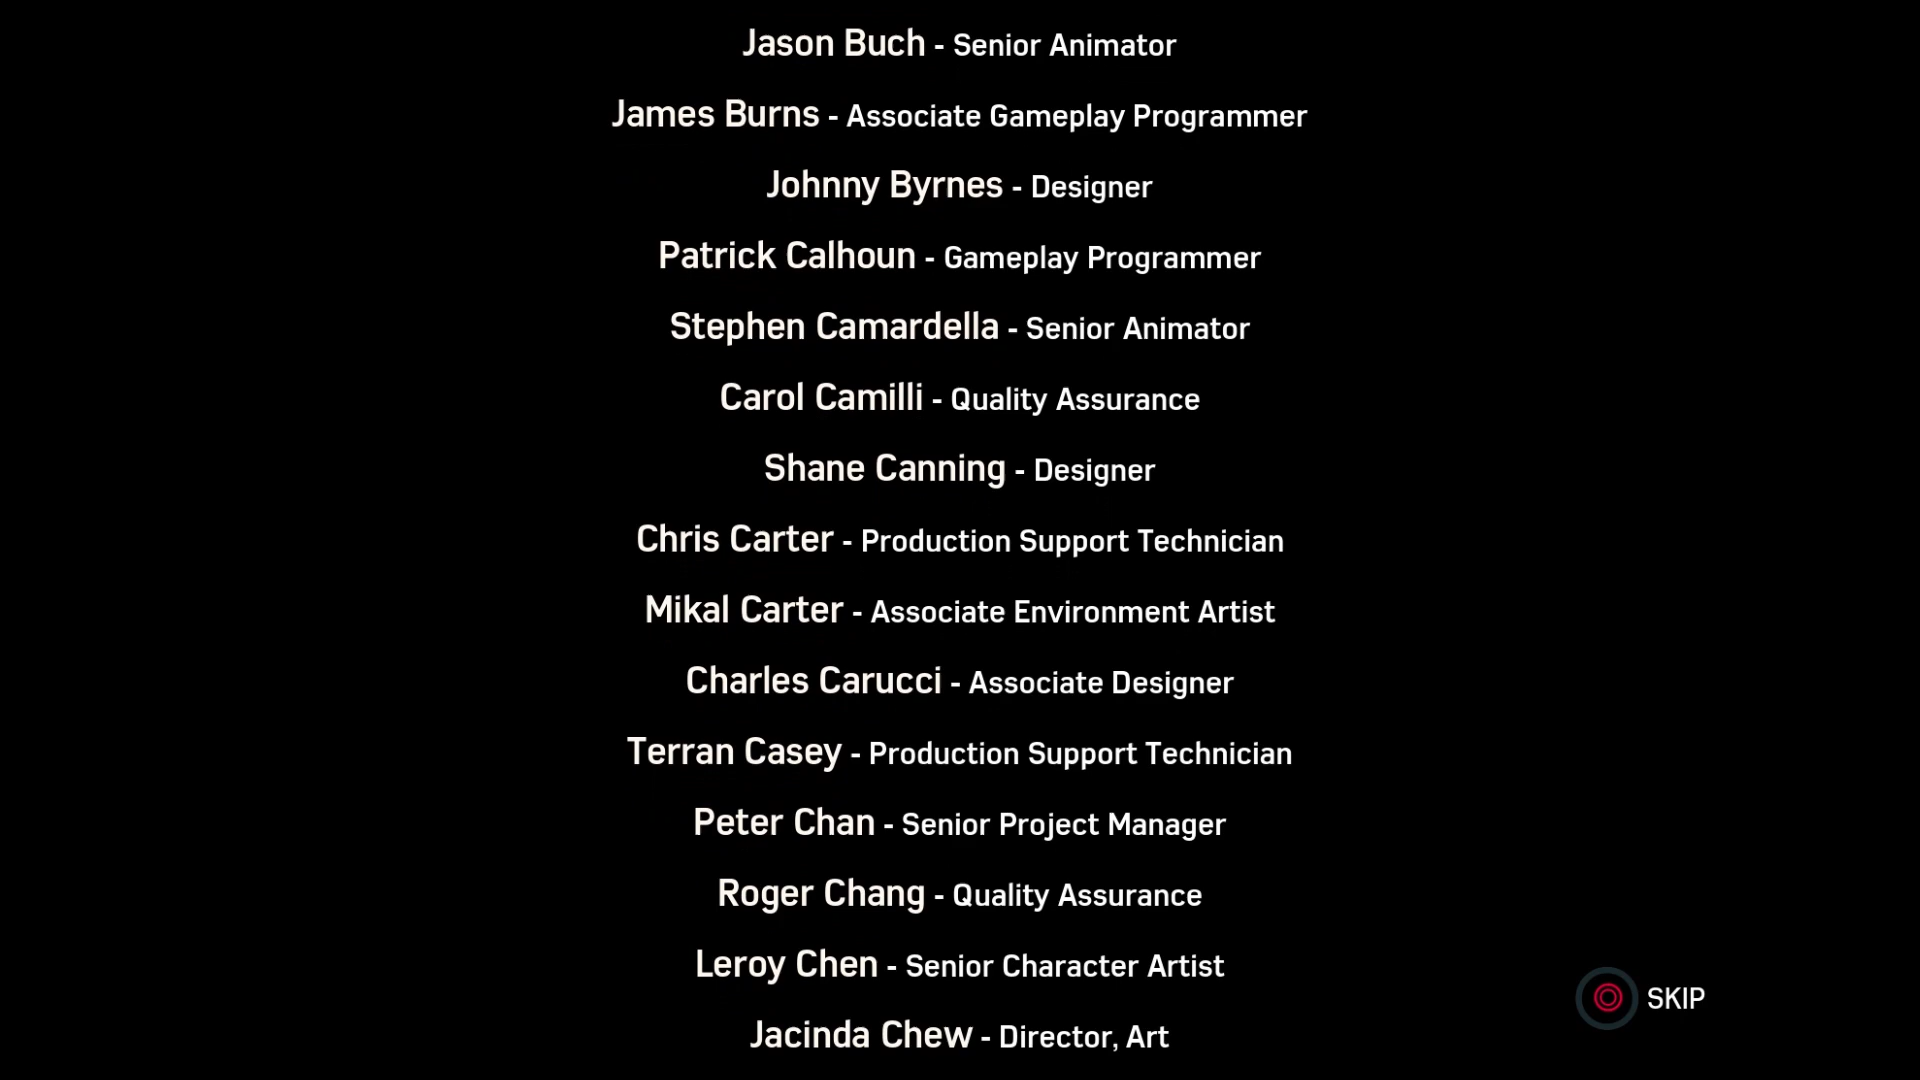 Jason Buch - Senior Animator
James Burns - Associate Gameplay Programmer
Johnny Byrnes - Designer
Patrick Calhoun - Gameplay Programmer
Stephen Camardella - Senior Animator
Carol Camilli - Quality Assurance
Shane Canning - Designer
Chris Carter - Production Support Technician
Mikal Carter - Associate Environment Artist
Charles Carucci - Associate Designer
Terran Casey - Production Support Technician
Peter Chan - Senior Project Manager
Roger Chang - Quality Assurance
Leroy Chen - Senior Character Artist
SKIP
Jacinda Chew - Director, Art